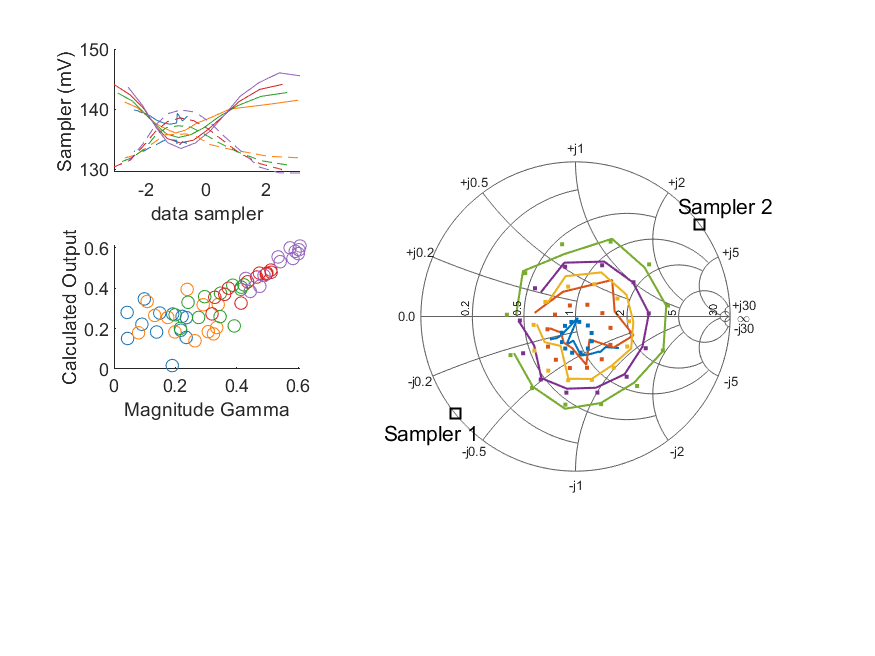 150
140
130
Sampler (mV)
-2 0 2
data sampler
0.6
0.4
0.2
0
Calculated Output
0 0.2 0.4 0.6
Magnitude Gamma
+j1
+j0.5
+j2
Sampler 2
+j0.2
+j5
0.0
0.2
0.5
1
2
5
30
+j30
∞
-j30
-j0.2
-j5
Sampler 1
-j0.5
-j2
-j1